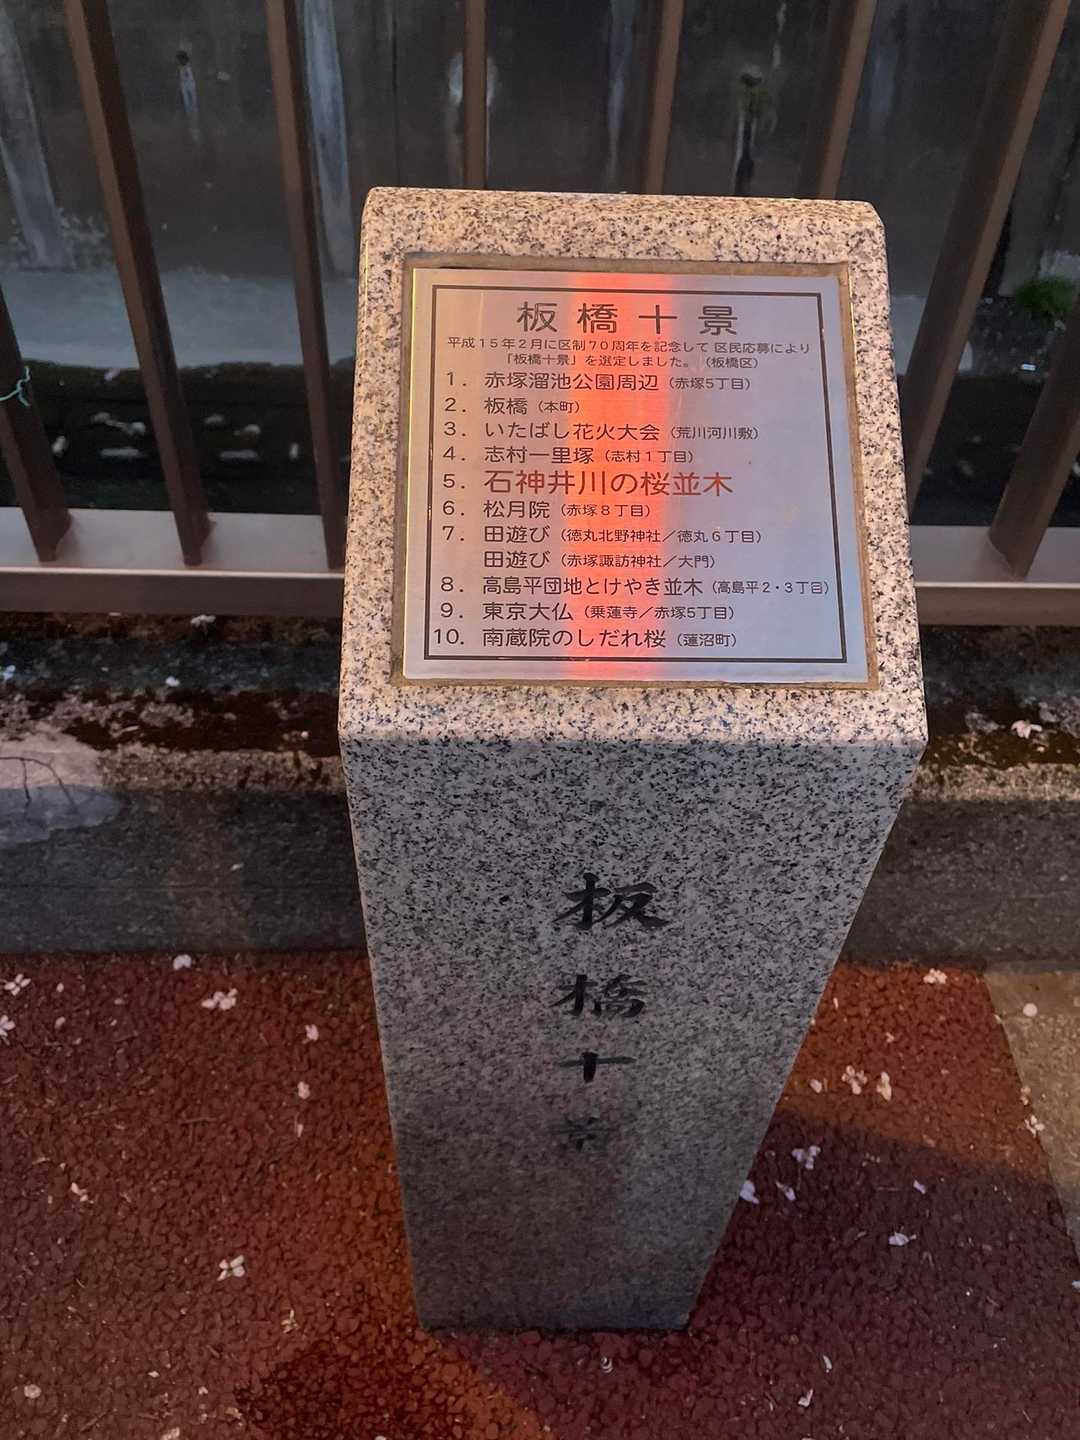 板橋十景
平成15年2月に区制70周年を記念して 区民応募により
「板橋十景」を選定しました。（板橋区）
1. 赤塚溜池公園周辺（赤塚5丁目）
2. 板橋（本町）
3. いたばし花火大会（荒川河川敷）
4. 志村一里塚（志村1丁目）
5. 石神井川の桜並木
6. 松月院（赤塚8丁目）
7. 田遊び（徳丸北野神社／徳丸6丁目）
田遊び（赤塚諏訪神社／大門）
8. 高島平団地とけやき並木（高島平2・3丁目）
9. 東京大仏（乗蓮寺／赤塚5丁目）
10. 南蔵院のしだれ桜（蓮沼町）
板橋十景